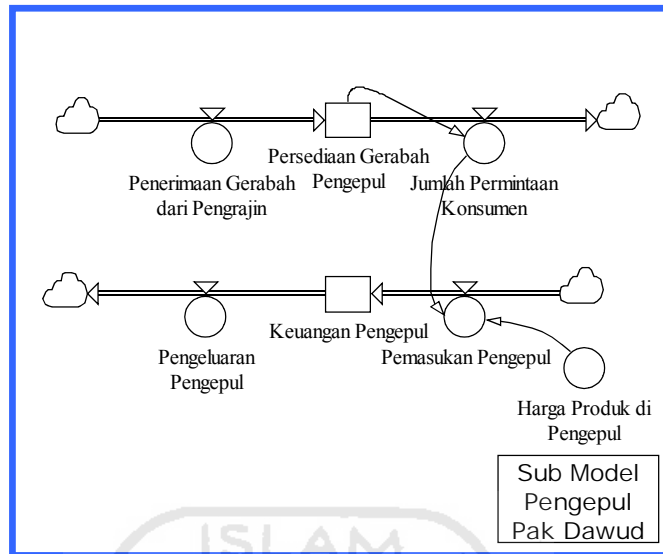 Penerimaan Gerabah
dari Pengrajin
Persediaan Gerabah
Pengepul
Jumlah Permintaan
Konsumen
Pengeluaran
Pengepul
Keuangan Pengepul
Pemasukan Pengepul
Harga Produk di
Pengepul
Sub Model
Pengepul
Pak Dawud
ISLAM